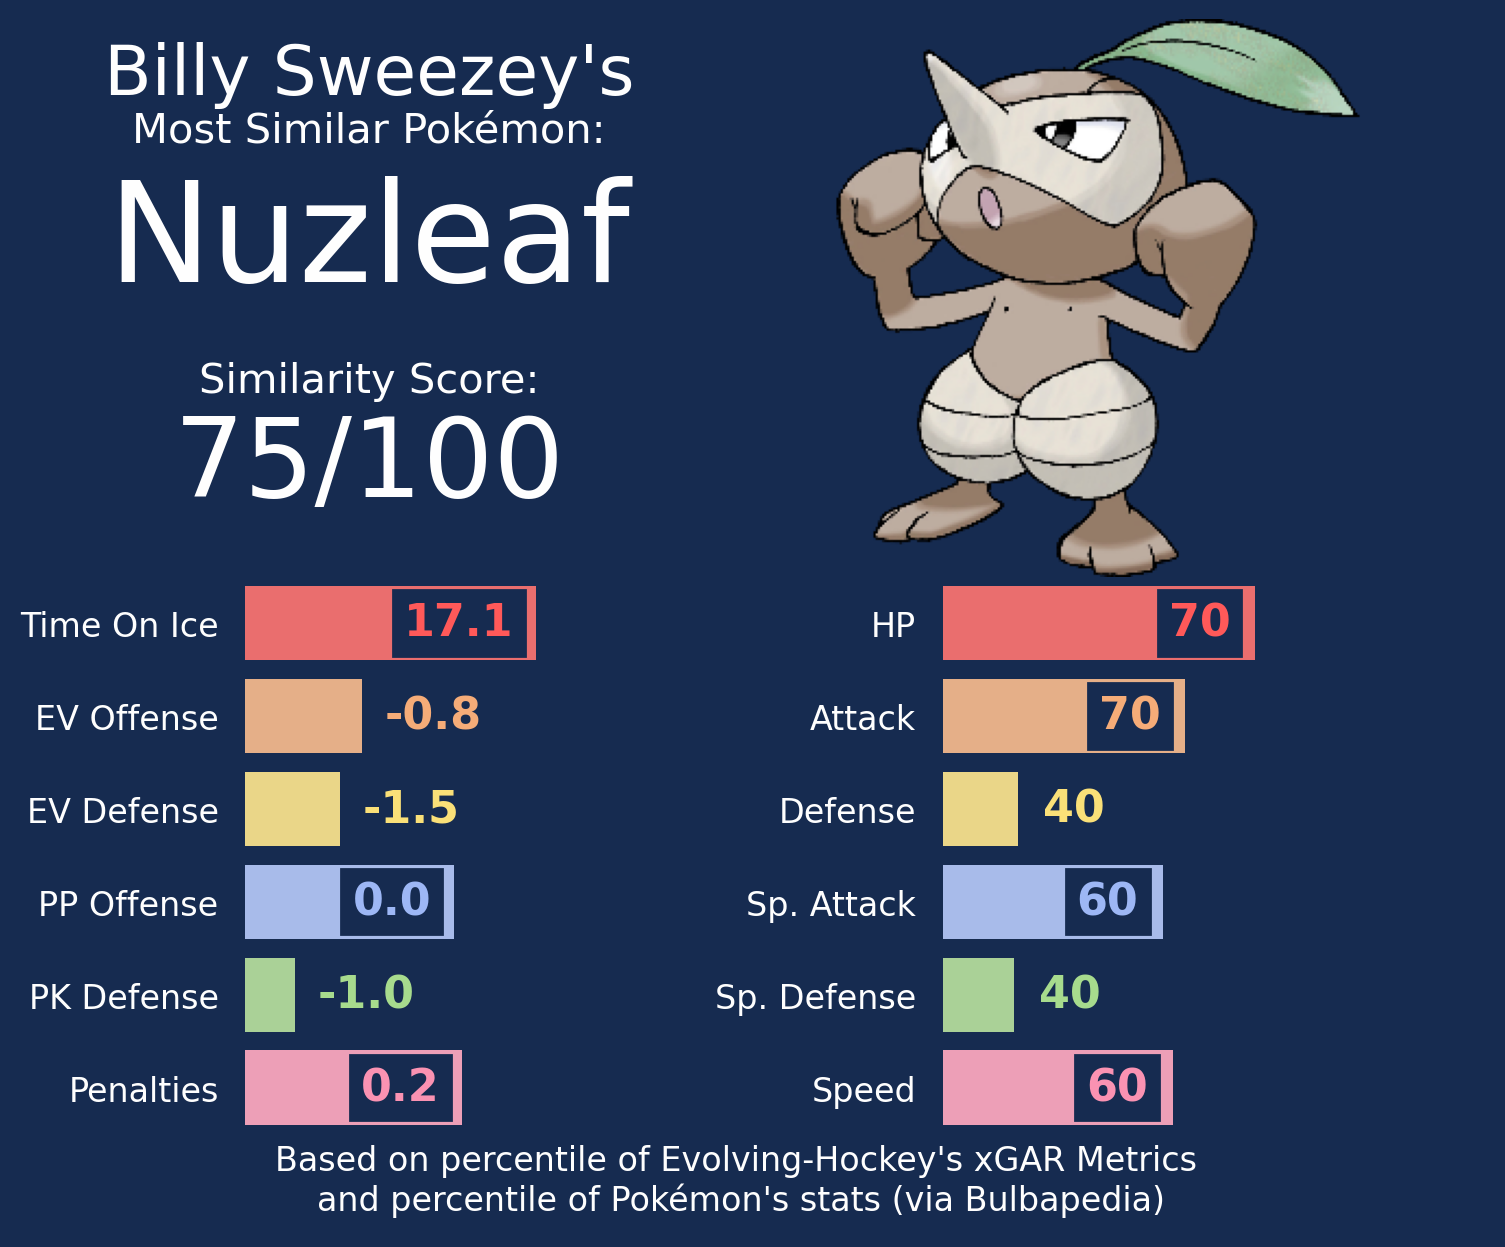 Billy Sweezey's
Most Similar Pokémon:
Nuzleaf
Similarity Score:
75/100
Time On Ice 17.1
EV Offense -0.8
EV Defense -1.5
PP Offense 0.0
PK Defense -1.0
Penalties 0.2
HP 70
Attack 70
Defense 40
Sp. Attack 60
Sp. Defense 40
Speed 60
Based on percentile of Evolving-Hockey's xGAR Metrics
and percentile of Pokémon's stats (via Bulbapedia)